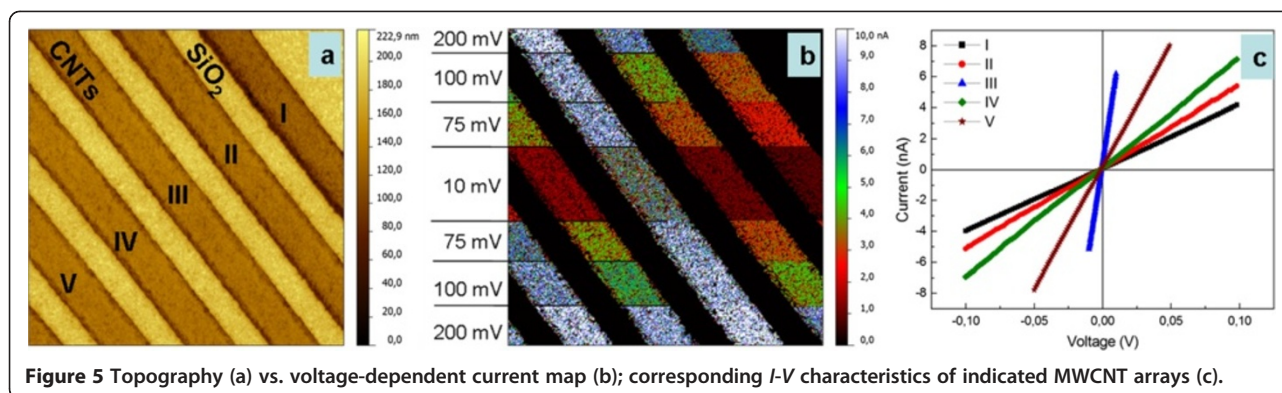 a
CNTs
SiO2
I
II
III
IV
V
222,9 nm
200,0
180,0
160,0
140,0
120,0
100,0
80,0
60,0
40,0
20,0
0,0
200 mV
100 mV
75 mV
10 mV
75 mV
100 mV
200 mV
b
10,0 nA
9,0
8,0
7,0
6,0
5,0
4,0
3,0
2,0
1,0
0,0
c
I
II
III
IV
V
Current (nA)
8
6
4
2
0
-2
-4
-6
-8
-0,10
-0,05
0,00
0,05
0,10
Voltage (V)
Figure 5 Topography (a) vs. voltage-dependent current map (b); corresponding I-V characteristics of indicated MWCNT arrays (c).